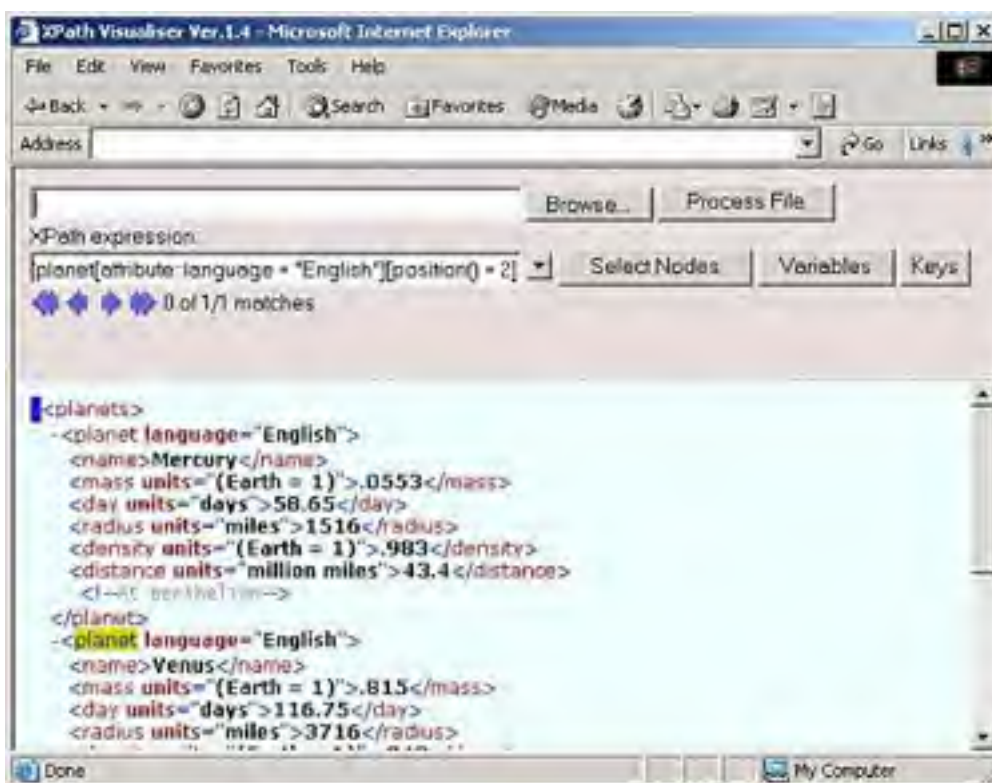 XPath Visualiser Ver.1.4 - Microsoft Internet Explorer
File Edit View Favorites Tools Help
Back Search Favorites Media
Address Go Links »
Browse... Process File
XPath expression:
planet[attribute::language = "English"][position() = 2] Select Nodes Variables Keys
0 of 1/1 matches
<planets>
-<planet language="English">
<name>Mercury</name>
<mass units="(Earth = 1)">.0553</mass>
<day units="days">58.65</day>
<radius units="miles">1516</radius>
<density units="(Earth = 1)">.983</density>
<distance units="million miles">43.4</distance>
<!--At perihelion-->
</planet>
-<planet language="English">
<name>Venus</name>
<mass units="(Earth = 1)">.815</mass>
<day units="days">116.75</day>
<radius units="miles">3716</radius>
Done My Computer